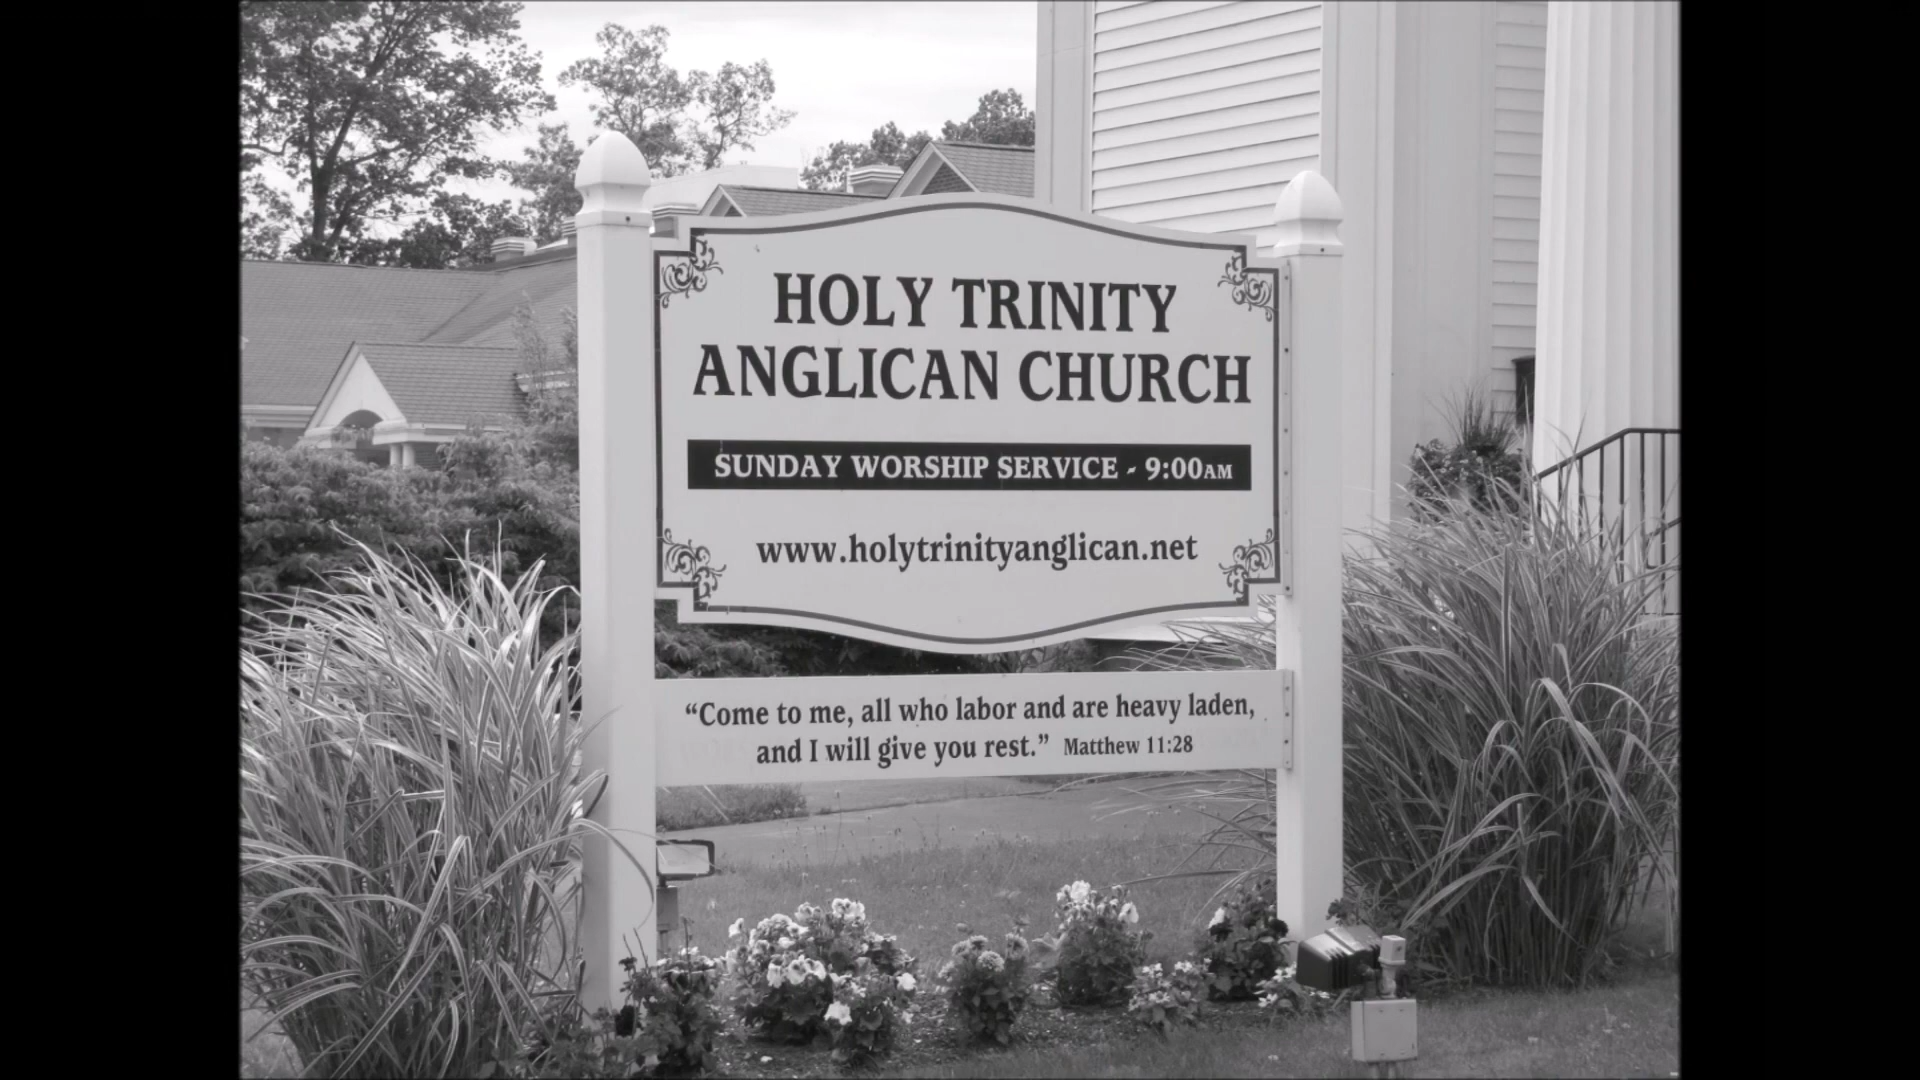 HOLY TRINITY
ANGLICAN CHURCH
SUNDAY WORSHIP SERVICE - 9:00AM
www.holytrinityanglican.net
“Come to me, all who labor and are heavy laden,
and I will give you rest.” Matthew 11:28